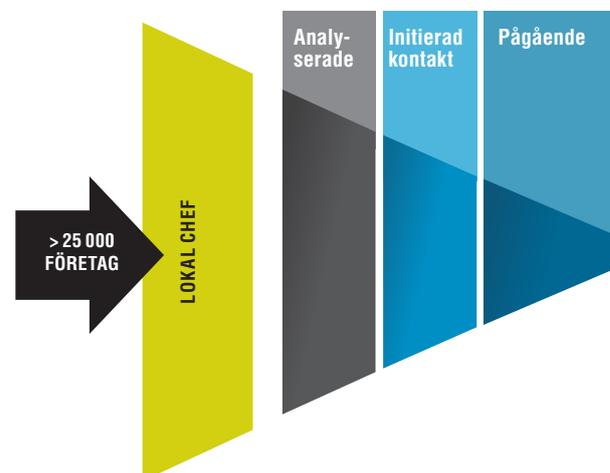 > 25 000
FÖRETAG
LOKAL CHEF
Analy-
serade
Initierad
kontakt
Pågående